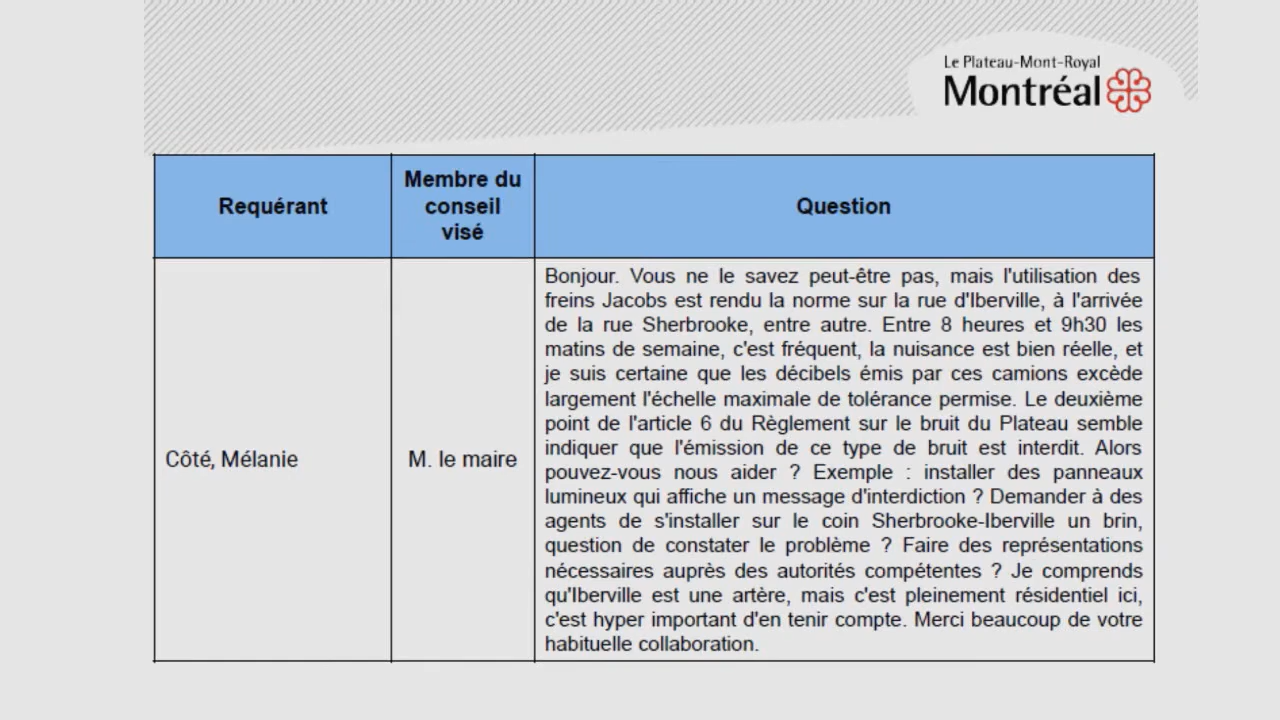 Le Plateau-Mont-Royal
Montréal
Requérant
Membre du
conseil
visé
Question
Côté, Mélanie
M. le maire
Bonjour. Vous ne le savez peut-être pas, mais l'utilisation des
freins Jacobs est rendu la norme sur la rue d'Iberville, à l'arrivée
de la rue Sherbrooke, entre autre. Entre 8 heures et 9h30 les
matins de semaine, c'est fréquent, la nuisance est bien réelle, et
je suis certaine que les décibels émis par ces camions excède
largement l'échelle maximale de tolérance permise. Le deuxième
point de l'article 6 du Règlement sur le bruit du Plateau semble
indiquer que l'émission de ce type de bruit est interdit. Alors
pouvez-vous nous aider ? Exemple : installer des panneaux
lumineux qui affiche un message d'interdiction ? Demander à des
agents de s'installer sur le coin Sherbrooke-Iberville un brin,
question de constater le problème ? Faire des représentations
nécessaires auprès des autorités compétentes ? Je comprends
qu'Iberville est une artère, mais c'est pleinement résidentiel ici,
c'est hyper important d'en tenir compte. Merci beaucoup de votre
habituelle collaboration.